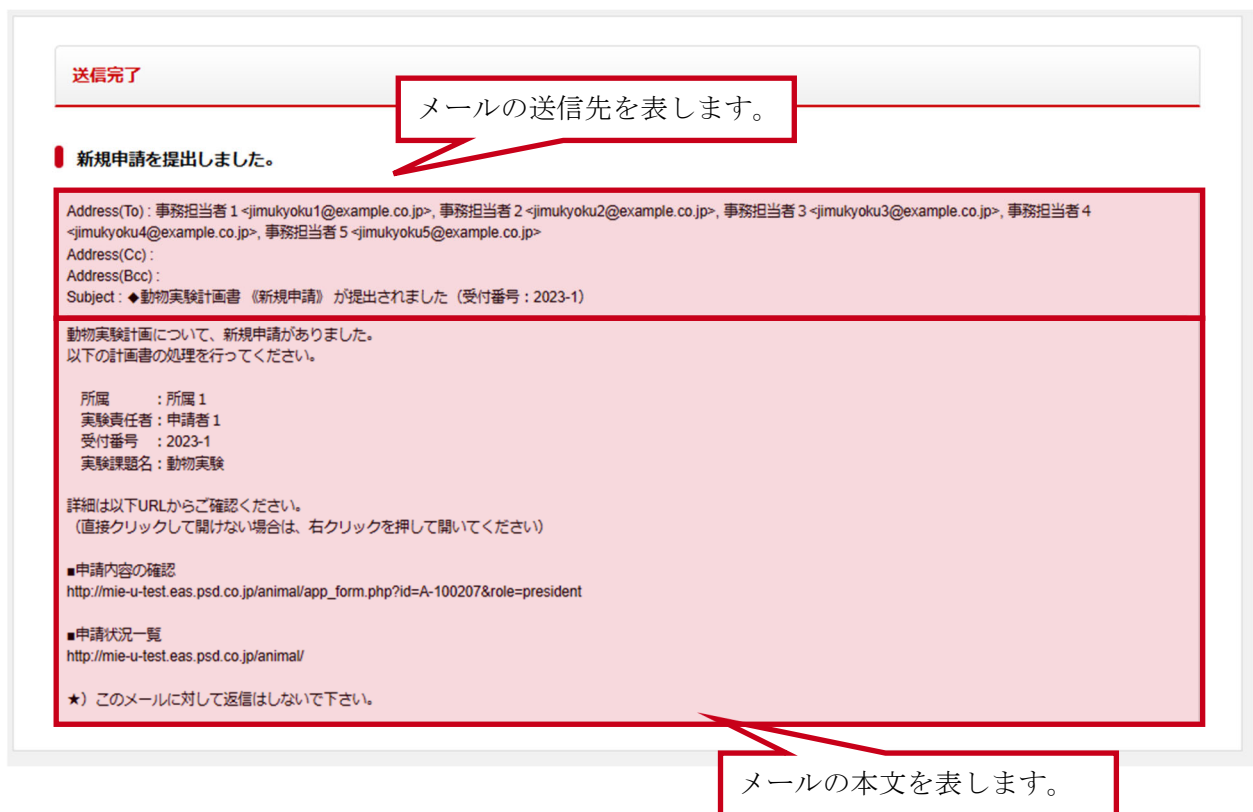 送信完了
メールの送信先を表します。
新規申請を提出しました。
Address(To) : 事務担当者１<jimukyoku1@example.co.jp>, 事務担当者２<jimukyoku2@example.co.jp>, 事務担当者３<jimukyoku3@example.co.jp>, 事務担当者４
<jimukyoku4@example.co.jp>, 事務担当者５<jimukyoku5@example.co.jp>
Address(Cc) :
Address(Bcc) :
Subject : ◆動物実験計画書 《新規申請》 が提出されました（受付番号：2023-1）
動物実験計画について、新規申請がありました。
以下の計画書の処理を行ってください。
所属　　　：所属１
実験責任者：申請者１
受付番号　：2023-1
実験課題名：動物実験
詳細は以下URLからご確認ください。
（直接クリックして開けない場合は、右クリックを押して開いてください）
■申請内容の確認
http://mie-u-test.eas.psd.co.jp/animal/app_form.php?id=A-100207&role=president
■申請状況一覧
http://mie-u-test.eas.psd.co.jp/animal/
★）このメールに対して返信はしないで下さい。
メールの本文を表します。